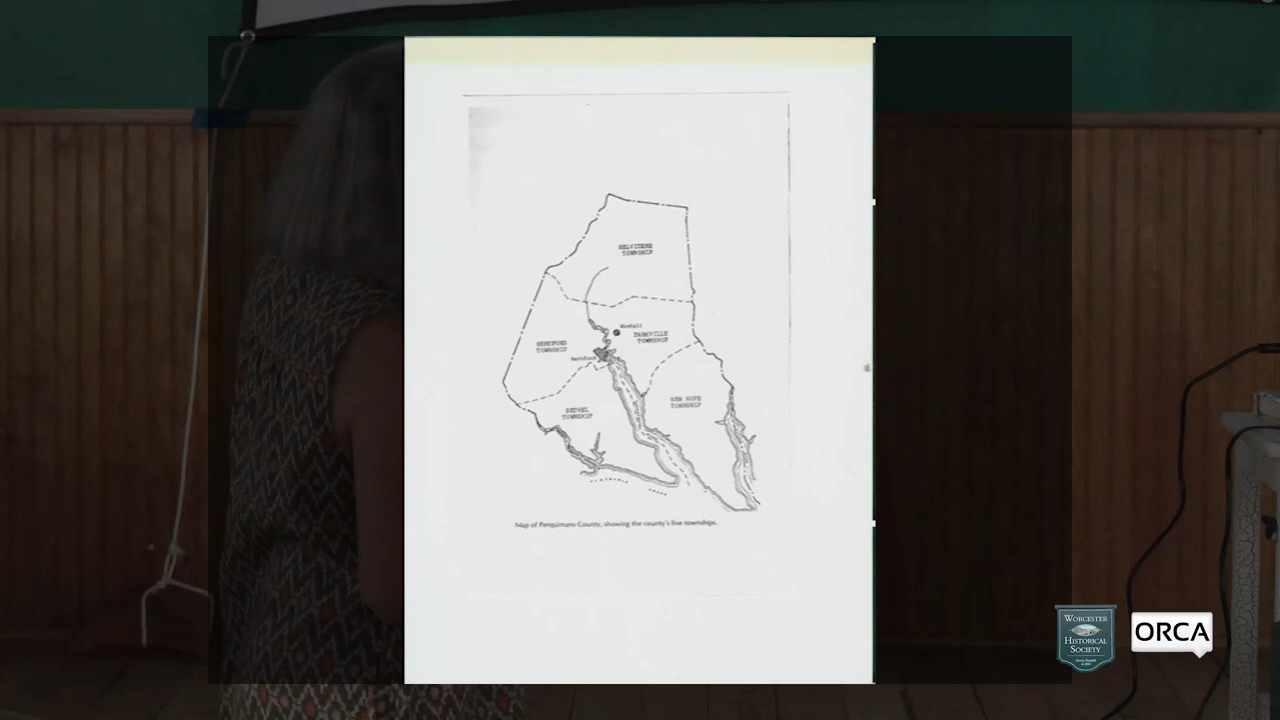 BELVIDERE
TOWNSHIP
Winfall
PARKVILLE
TOWNSHIP
HERTFORD
TOWNSHIP
Hertford
NEW HOPE
TOWNSHIP
BETHEL
TOWNSHIP
Map of Perquimans County, showing the county's five townships.
WORCESTER
HISTORICAL
SOCIETY
ORCA